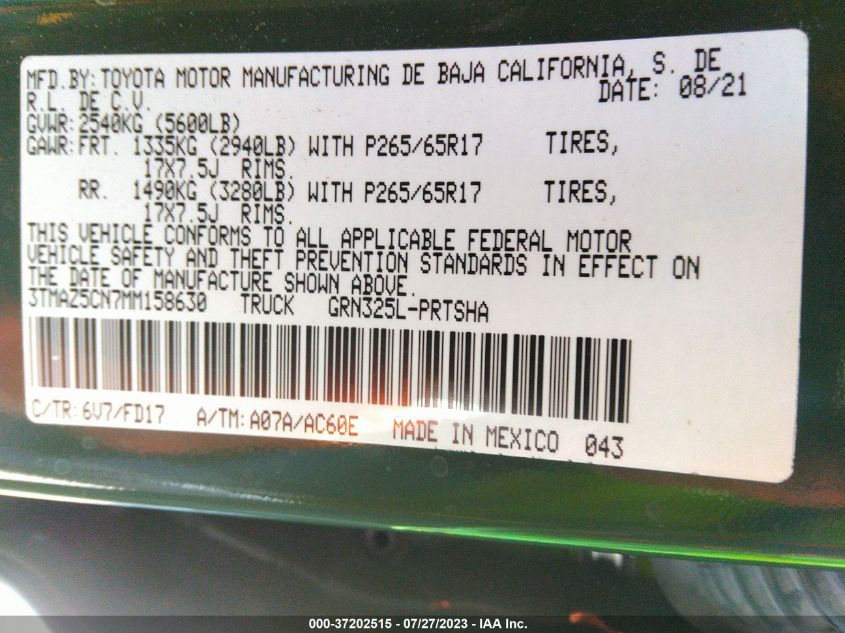 MFD.BY: TOYOTA MOTOR MANUFACTURING DE BAJA CALIFORNIA, S. DE
R.L. DE C.V. DATE: 08/21
GVWR: 2540KG (5600LB)
GAWR: FRT. 1335KG (2940LB) WITH P265/65R17 TIRES,
17X7.5J RIMS.
RR. 1490KG (3280LB) WITH P265/65R17 TIRES,
17X7.5J RIMS.
THIS VEHICLE CONFORMS TO ALL APPLICABLE FEDERAL MOTOR
VEHICLE SAFETY AND THEFT PREVENTION STANDARDS IN EFFECT ON
THE DATE OF MANUFACTURE SHOWN ABOVE.
3TMAZ5CN7MM158630 TRUCK GRN325L-PRTSHA
C/TR: 6V7/FD17 A/TM: A07A/AC60E MADE IN MEXICO 043
000-37202515 - 07/27/2023 - IAA Inc.